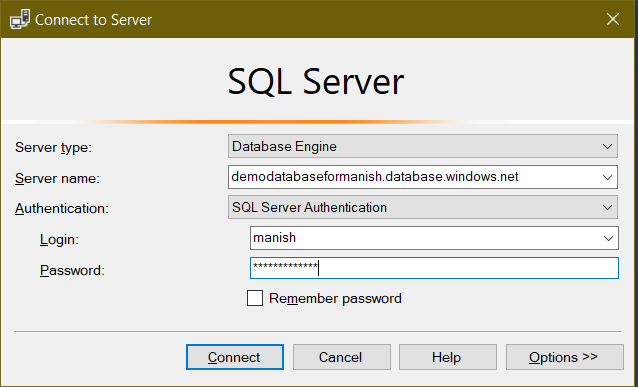 Connect to Server
SQL Server
Server type: Database Engine
Server name: demodatabaseformanish.database.windows.net
Authentication: SQL Server Authentication
Login: manish
Password: *************
Remember password
Connect Cancel Help Options >>